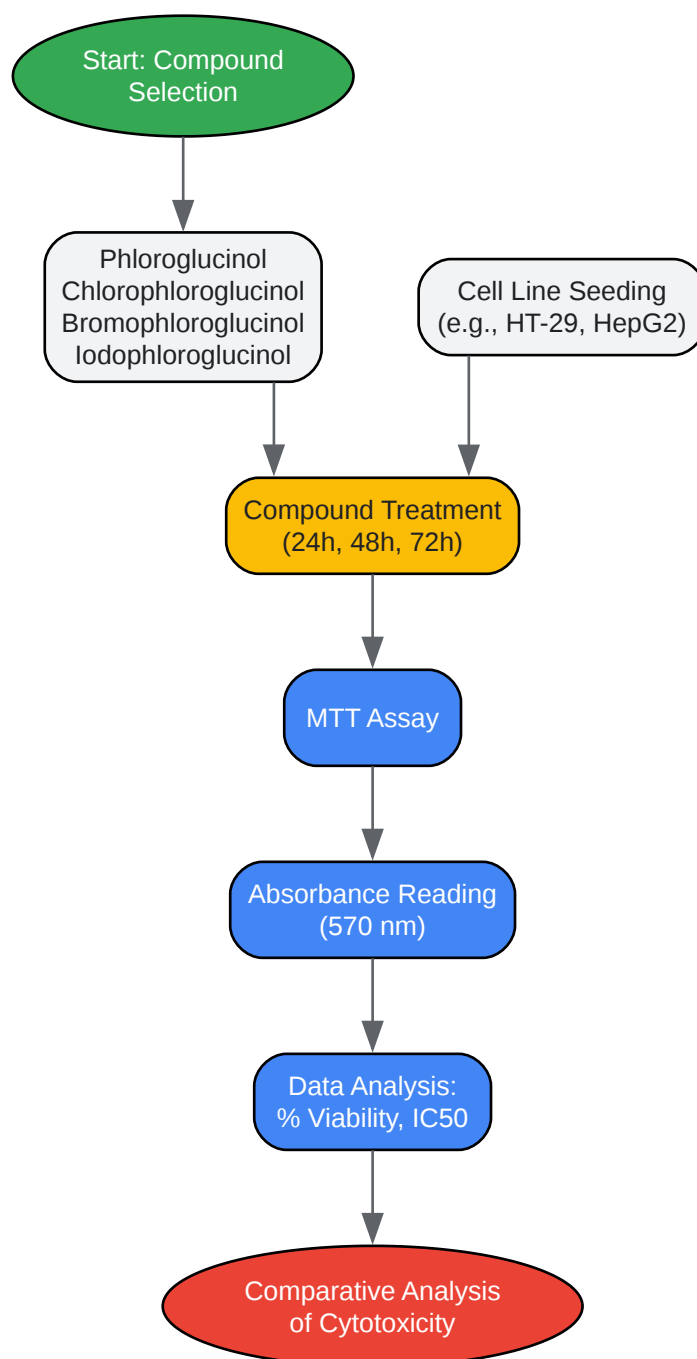 Start: Compound
Selection
Phloroglucinol
Chlorophloroglucinol
Bromophloroglucinol
Iodophloroglucinol
Cell Line Seeding
(e.g., HT-29, HepG2)
Compound Treatment
(24h, 48h, 72h)
MTT Assay
Absorbance Reading
(570 nm)
Data Analysis:
% Viability, IC50
Comparative Analysis
of Cytotoxicity